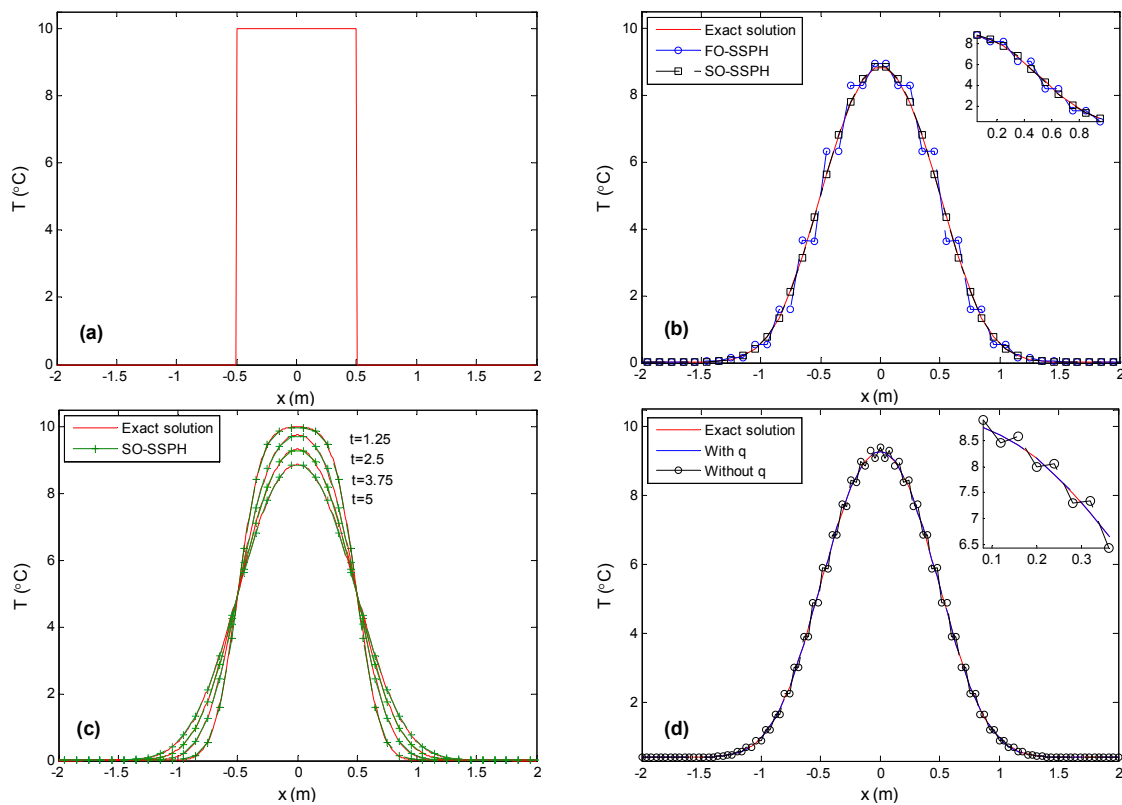 10
8
6
4
2
0
T (°C)
(a)
-2 -1.5 -1 -0.5 0 0.5 1 1.5 2
x (m)
10
8
6
4
2
0
T (°C)
Exact solution
FO-SSPH
SO-SSPH
8
6
4
2
0.2 0.4 0.6 0.8
(b)
-2 -1.5 -1 -0.5 0 0.5 1 1.5 2
x (m)
10
8
6
4
2
0
T (°C)
Exact solution
SO-SSPH
t=1.25
t=2.5
t=3.75
t=5
(c)
-2 -1.5 -1 -0.5 0 0.5 1 1.5 2
x (m)
10
8
6
4
2
T (°C)
Exact solution
With q
Without q
8.5
8
7.5
7
6.5
0.1 0.2 0.3
(d)
-2 -1.5 -1 -0.5 0 0.5 1 1.5 2
x (m)